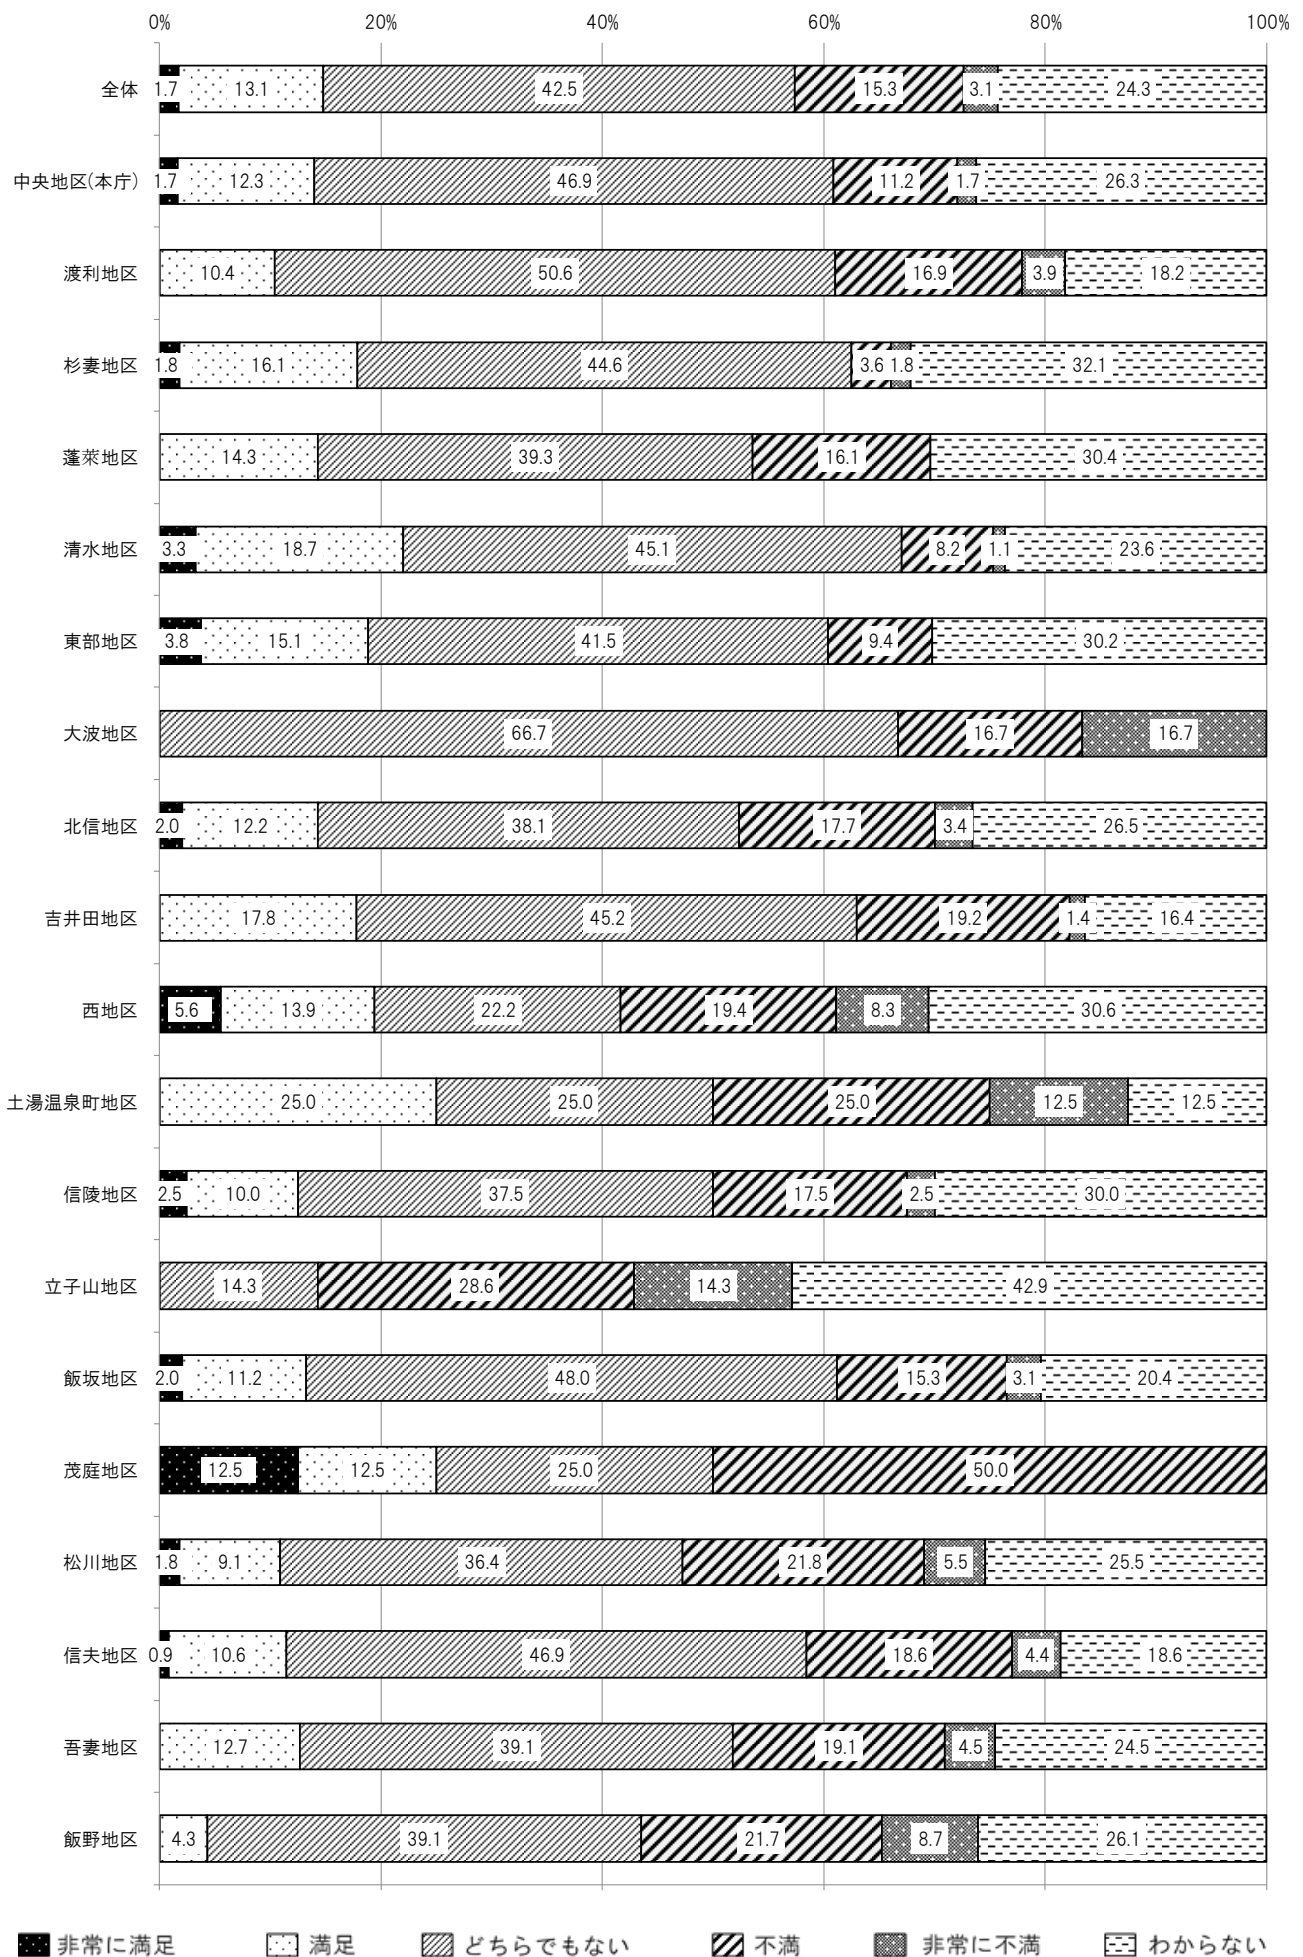 0% 20% 40% 60% 80% 100%
全体 1.7 13.1 42.5 15.3 3.1 24.3
中央地区(本庁) 1.7 12.3 46.9 11.2 1.7 26.3
渡利地区 10.4 50.6 16.9 3.9 18.2
杉妻地区 1.8 16.1 44.6 3.6 1.8 32.1
蓬萊地区 14.3 39.3 16.1 30.4
清水地区 3.3 18.7 45.1 8.2 1.1 23.6
東部地区 3.8 15.1 41.5 9.4 30.2
大波地区 66.7 16.7 16.7
北信地区 2.0 12.2 38.1 17.7 3.4 26.5
吉井田地区 17.8 45.2 19.2 1.4 16.4
西地区 5.6 13.9 22.2 19.4 8.3 30.6
土湯温泉町地区 25.0 25.0 25.0 12.5 12.5
信陵地区 2.5 10.0 37.5 17.5 2.5 30.0
立子山地区 14.3 28.6 14.3 42.9
飯坂地区 2.0 11.2 48.0 15.3 3.1 20.4
茂庭地区 12.5 12.5 25.0 50.0
松川地区 1.8 9.1 36.4 21.8 5.5 25.5
信夫地区 0.9 10.6 46.9 18.6 4.4 18.6
吾妻地区 12.7 39.1 19.1 4.5 24.5
飯野地区 4.3 39.1 21.7 8.7 26.1
非常に満足 満足 どちらでもない 不満 非常に不満 わからない